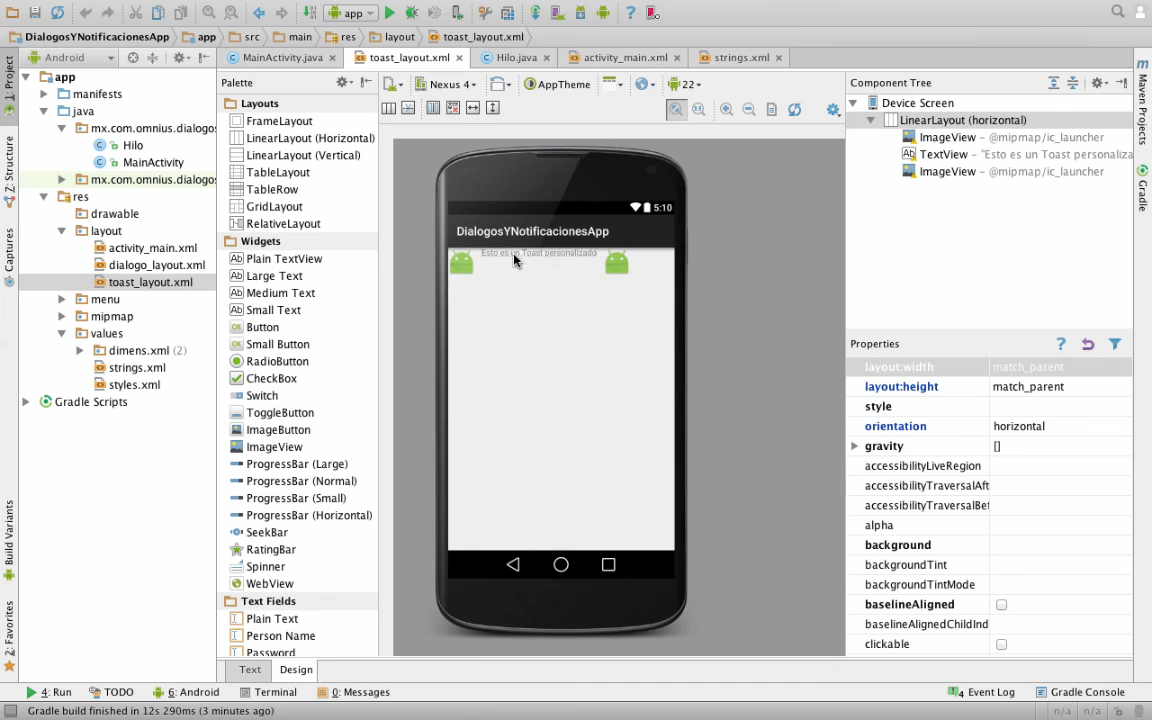 app
DialogosYNotificacionesApp
app
src
main
res
layout
toast_layout.xml
Android
MainActivity.java
toast_layout.xml
Hilo.java
activity_main.xml
strings.xml
1: Project
Z: Structure
Captures
Build Variants
2: Favorites
app
manifests
java
mx.com.omnius.dialogos
Hilo
MainActivity
mx.com.omnius.dialogos
res
drawable
layout
activity_main.xml
dialogo_layout.xml
toast_layout.xml
menu
mipmap
values
dimens.xml (2)
strings.xml
styles.xml
Gradle Scripts
Palette
Layouts
FrameLayout
LinearLayout (Horizontal)
LinearLayout (Vertical)
TableLayout
TableRow
GridLayout
RelativeLayout
Widgets
Plain TextView
Large Text
Medium Text
Small Text
Button
Small Button
RadioButton
CheckBox
Switch
ToggleButton
ImageButton
ImageView
ProgressBar (Large)
ProgressBar (Normal)
ProgressBar (Small)
ProgressBar (Horizontal)
SeekBar
RatingBar
Spinner
WebView
Text Fields
Plain Text
Person Name
Password
Nexus 4
AppTheme
22
5:10
DialogosYNotificacionesApp
Esto es un Toast personalizado
Text
Design
Component Tree
Device Screen
LinearLayout (horizontal)
ImageView - @mipmap/ic_launcher
TextView - "Esto es un Toast personaliza
ImageView - @mipmap/ic_launcher
Properties
layout:width match_parent
layout:height match_parent
style
orientation horizontal
gravity []
accessibilityLiveRegion
accessibilityTraversalAft
accessibilityTraversalBef
alpha
background
backgroundTint
backgroundTintMode
baselineAligned
baselineAlignedChildInd
clickable
Maven Projects
Gradle
4: Run
TODO
6: Android
Terminal
0: Messages
Event Log
Gradle Console
Gradle build finished in 12s 290ms (3 minutes ago)
n/a
n/a